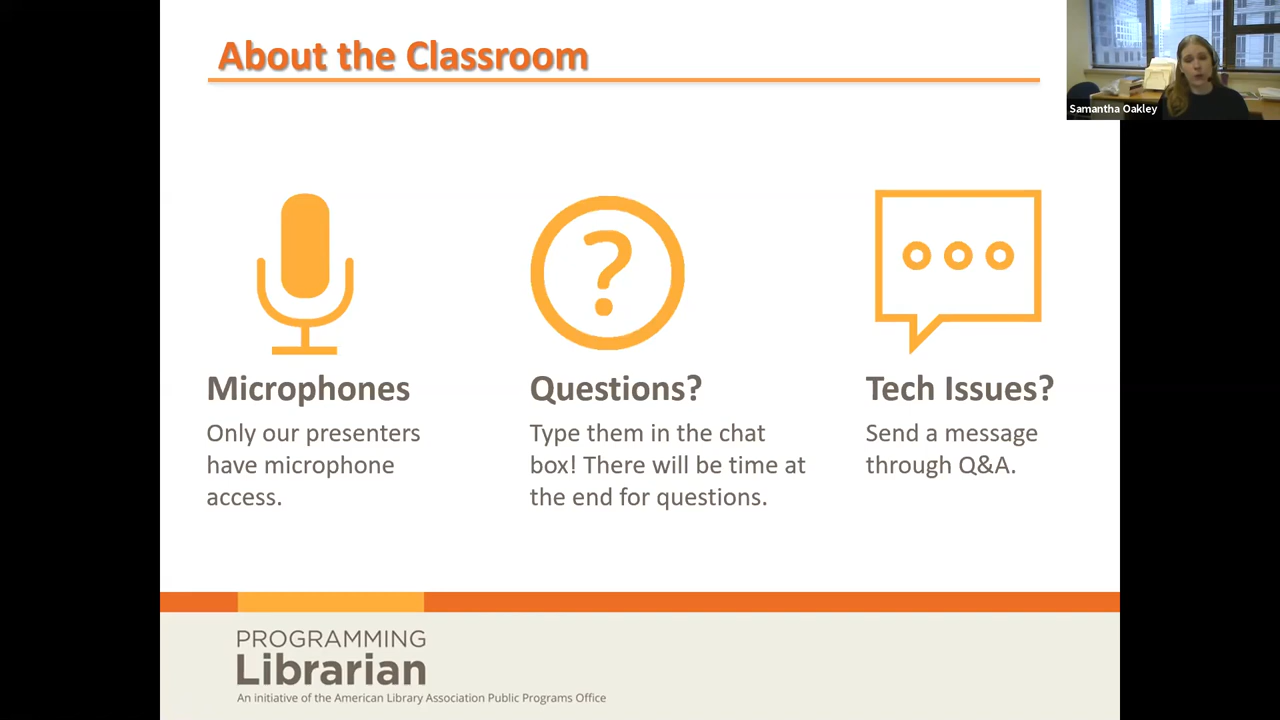 About the Classroom
Samantha Oakley
Microphones
Only our presenters
have microphone
access.
Questions?
Type them in the chat
box! There will be time at
the end for questions.
Tech Issues?
Send a message
through Q&A.
PROGRAMMING
Librarian
An initiative of the American Library Association Public Programs Office